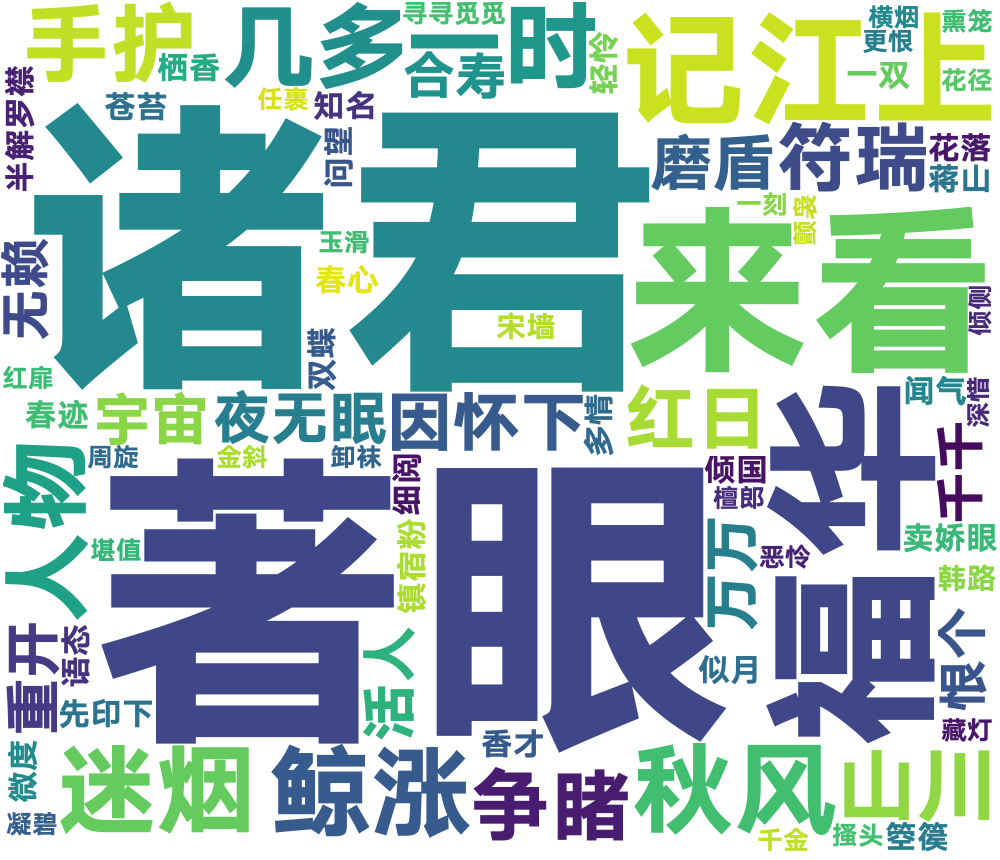 寻寻觅觅
横烟
熏笼
手护
几多
一时
记江上
更恨
栖香
合寿
轻怜
一双
花径
半解罗襟
苍苔
任裹
知名
诸君
问望
磨盾
符瑞
花落
蒋山
一刻
颤袅
来看
无赖
玉滑
春心
倾侧
宋墙
双蝶
红扉
春迹
宇宙
夜无眠
因怀下
多情
红日
闻气
深惜
福华
千千
人物
周旋
金斜
卸袜
细阅
倾国
檀郎
著眼
堪值
镇宿粉
万万
恶怜
卖娇眼
韩路
重开
语态
活人
似月
恨个
先印下
藏灯
微度
凝碧
迷烟
鲸涨
香才
争睹
秋风
山川
千金
搔头
箜篌